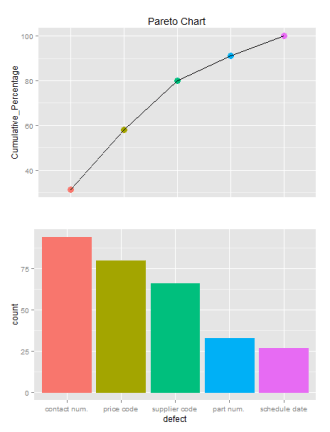 Pareto Chart
Cumulative_Percentage
100
80
60
40
count
75
50
25
0
contact num. price code supplier code part num. schedule date
defect